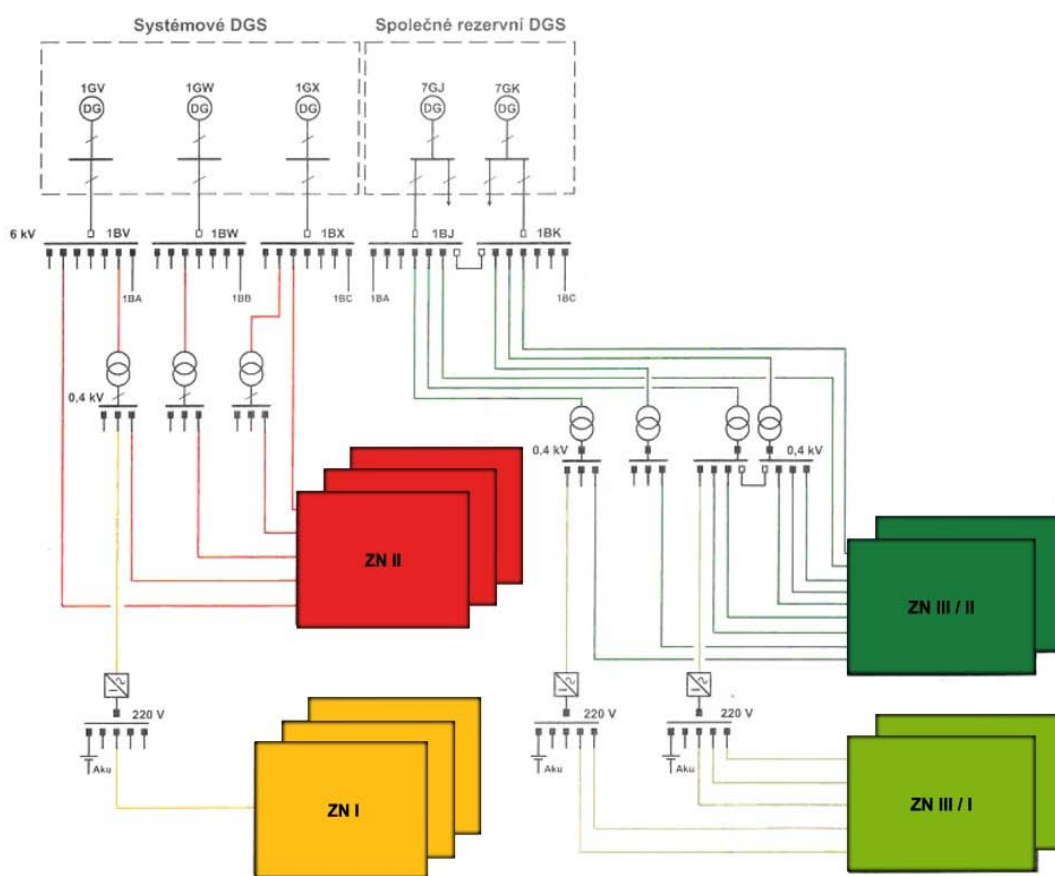 Systémové DGS
Společné rezervní DGS
1GV
1GW
1GX
7GJ
7GK
DG
DG
DG
DG
DG
6 kV
1BV
1BW
1BX
1BJ
1BK
1BA
1BB
1BC
1BA
1BC
0,4 kV
0,4 kV
0,4 kV
ZN II
ZN III / II
220 V
220 V
220 V
Aku
Aku
Aku
ZN I
ZN III / I